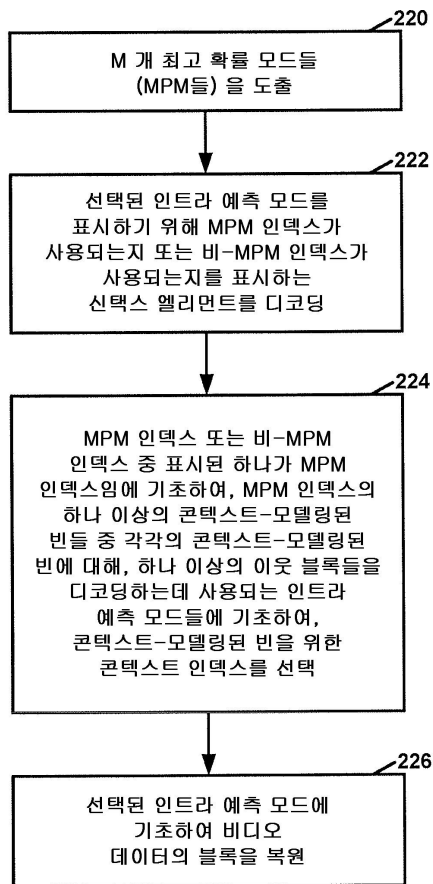 220
M 개 최고 확률 모드들
(MPM들) 을 도출
222
선택된 인트라 예측 모드를
표시하기 위해 MPM 인덱스가
사용되는지 또는 비-MPM 인덱스가
사용되는지를 표시하는
신택스 엘리먼트를 디코딩
224
MPM 인덱스 또는 비-MPM
인덱스 중 표시된 하나가 MPM
인덱스임에 기초하여, MPM 인덱스의
하나 이상의 콘텍스트-모델링된
빈들 중 각각의 콘텍스트-모델링된
빈에 대해, 하나 이상의 이웃 블록들을
디코딩하는데 사용되는 인트라
예측 모드들에 기초하여,
콘텍스트-모델링된 빈을 위한
콘텍스트 인덱스를 선택
226
선택된 인트라 예측 모드에
기초하여 비디오
데이터의 블록을 복원